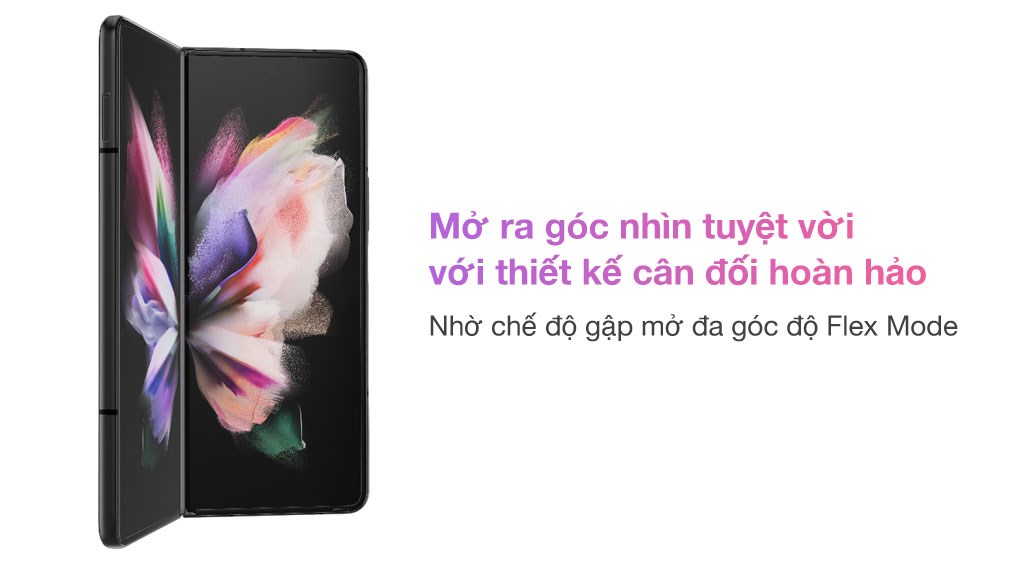 Mở ra góc nhìn tuyệt vời
với thiết kế cân đối hoàn hảo
Nhờ chế độ gập mở đa góc độ Flex Mode